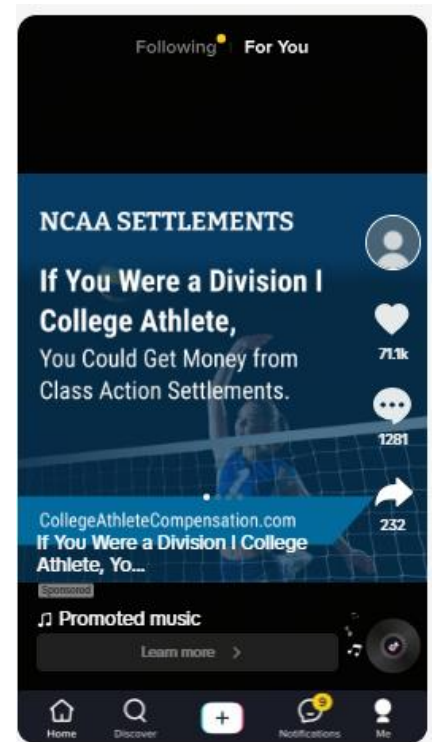 Following For You
NCAA SETTLEMENTS
If You Were a Division I
College Athlete,
You Could Get Money from
Class Action Settlements.
71.1k
1281
232
CollegeAthleteCompensation.com
If You Were a Division I College
Athlete, Yo...
Sponsored
♫ Promoted music
Learn more >
9
Home Discover Notifications Me